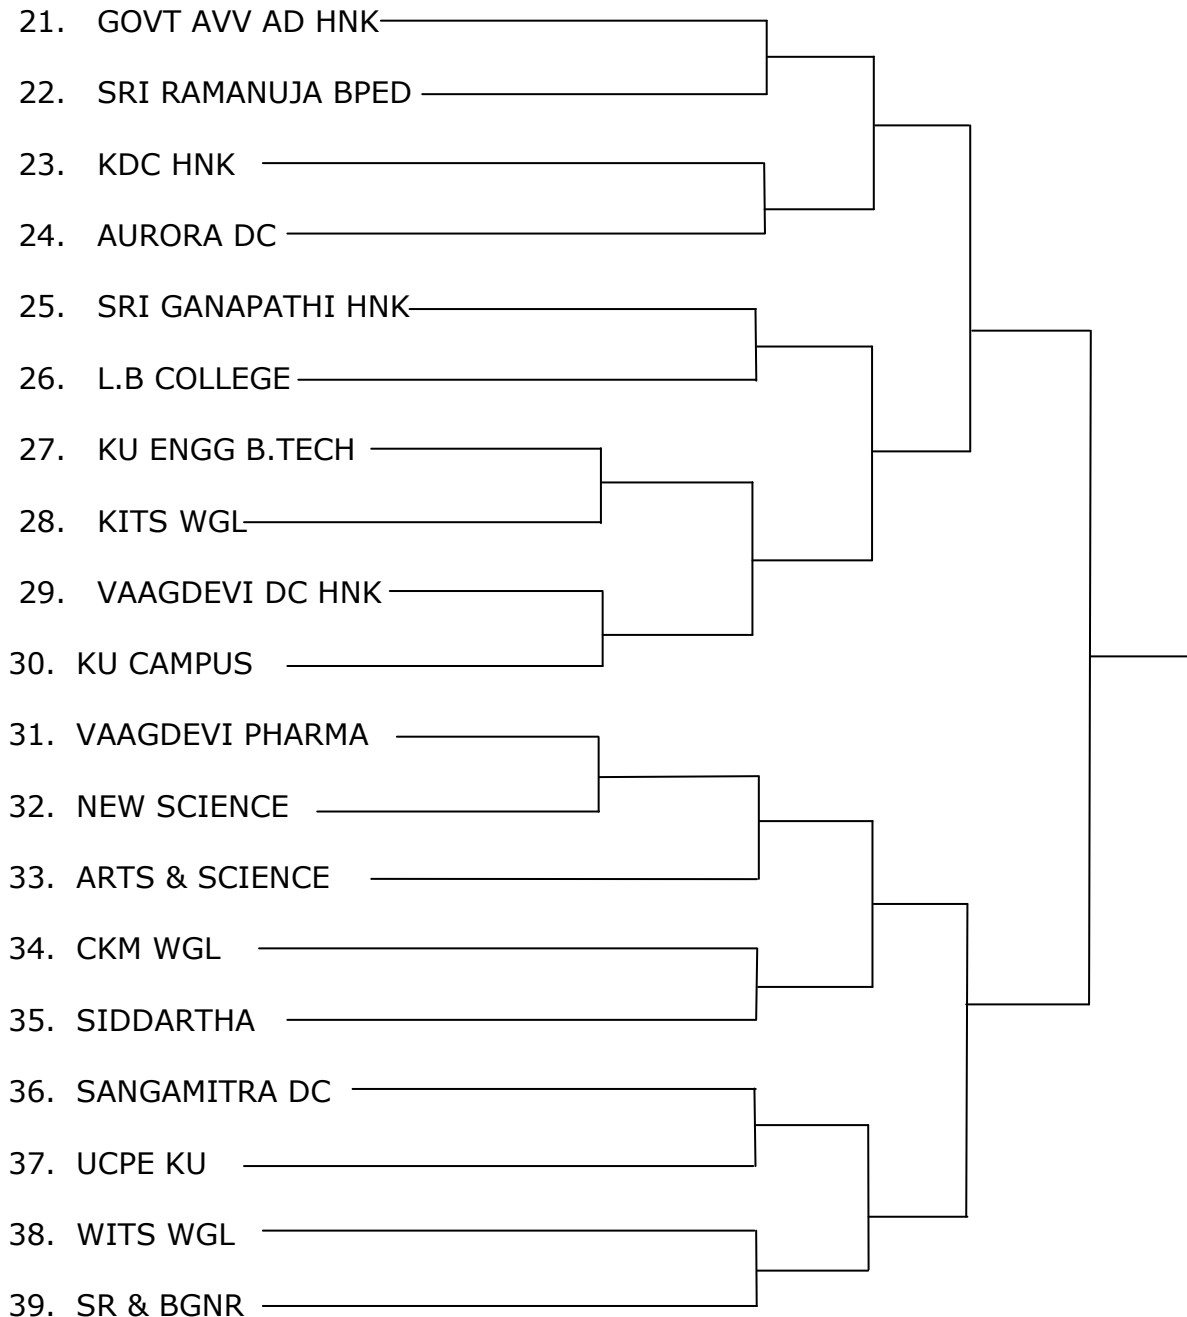 21. GOVT AVV AD HNK
22. SRI RAMANUJA BPED
23. KDC HNK
24. AURORA DC
25. SRI GANAPATHI HNK
26. L.B COLLEGE
27. KU ENGG B.TECH
28. KITS WGL
29. VAAGDEVI DC HNK
30. KU CAMPUS
31. VAAGDEVI PHARMA
32. NEW SCIENCE
33. ARTS & SCIENCE
34. CKM WGL
35. SIDDARTHA
36. SANGAMITRA DC
37. UCPE KU
38. WITS WGL
39. SR & BGNR